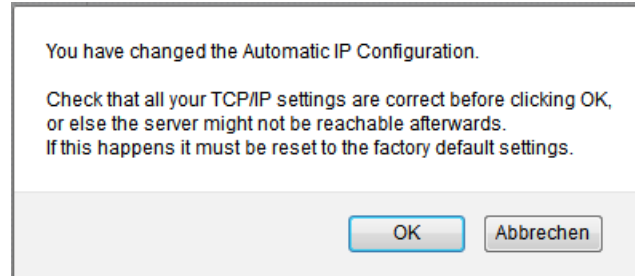 You have changed the Automatic IP Configuration.
Check that all your TCP/IP settings are correct before clicking OK,
or else the server might not be reachable afterwards.
If this happens it must be reset to the factory default settings.
OK
Abbrechen